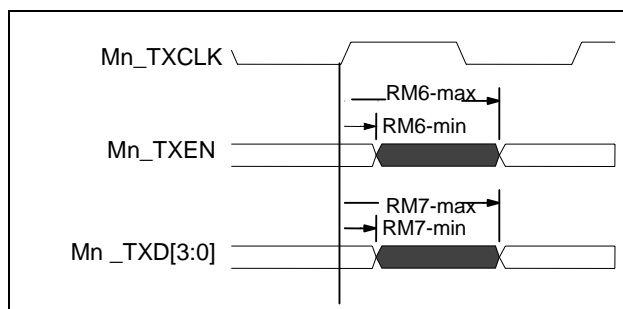 Mn_TXCLK
RM6-max
RM6-min
Mn_TXEN
RM7-max
RM7-min
Mn _TXD[3:0]